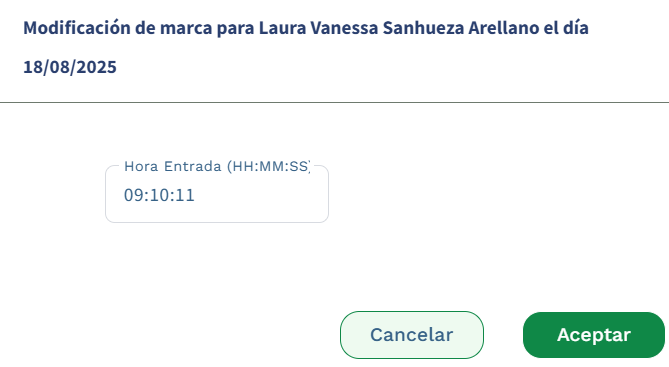 Modificación de marca para Laura Vanessa Sanhueza Arellano el día
18/08/2025
Hora Entrada (HH:MM:SS)
09:10:11
Cancelar
Aceptar